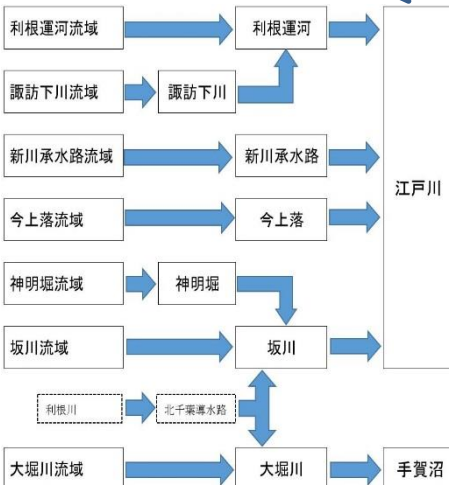 利根運河流域
利根運河
諏訪下川流域
諏訪下川
新川承水路流域
新川承水路
江戸川
今上落流域
今上落
神明堀流域
神明堀
坂川流域
坂川
利根川
北千葉導水路
大堀川流域
大堀川
手賀沼